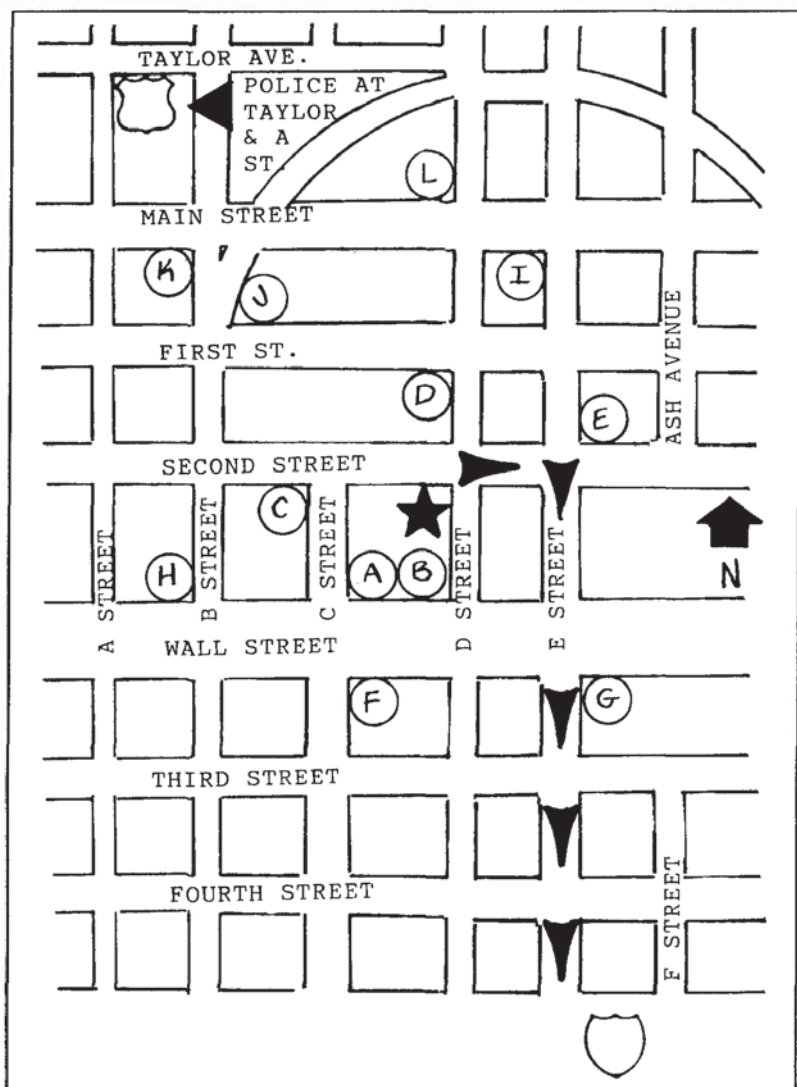 TAYLOR AVE.
POLICE AT
TAYLOR
& A
ST.
L
MAIN STREET
K
J
I
ASH AVENUE
FIRST ST.
D
E
SECOND STREET
C
A STREET
B STREET
C STREET
D STREET
E STREET
H
A
B
N
WALL STREET
F
G
THIRD STREET
FOURTH STREET
F STREET